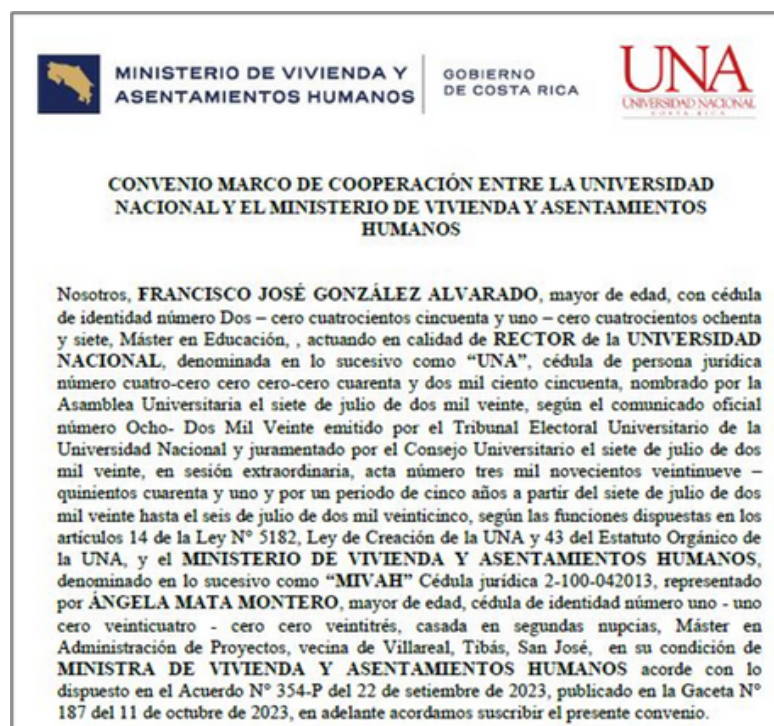 MINISTERIO DE VIVIENDA Y
ASENTAMIENTOS HUMANOS
GOBIERNO
DE COSTA RICA
UNA
UNIVERSIDAD NACIONAL
COSTA RICA
CONVENIO MARCO DE COOPERACIÓN ENTRE LA UNIVERSIDAD
NACIONAL Y EL MINISTERIO DE VIVIENDA Y ASENTAMIENTOS
HUMANOS
Nosotros, FRANCISCO JOSÉ GONZÁLEZ ALVARADO, mayor de edad, con cédula
de identidad número Dos – cero cuatrocientos cincuenta y uno – cero cuatrocientos ochenta
y siete, Máster en Educación, , actuando en calidad de RECTOR de la UNIVERSIDAD
NACIONAL, denominada en lo sucesivo como “UNA”, cédula de persona jurídica
número cuatro-cero cero cero-cero cuarenta y dos mil ciento cincuenta, nombrado por la
Asamblea Universitaria el siete de julio de dos mil veinte, según el comunicado oficial
número Ocho- Dos Mil Veinte emitido por el Tribunal Electoral Universitario de la
Universidad Nacional y juramentado por el Consejo Universitario el siete de julio de dos
mil veinte, en sesión extraordinaria, acta número tres mil novecientos veintinueve –
quinientos cuarenta y uno y por un periodo de cinco años a partir del siete de julio de dos
mil veinte hasta el seis de julio de dos mil veinticinco, según las funciones dispuestas en los
artículos 14 de la Ley N° 5182, Ley de Creación de la UNA y 43 del Estatuto Orgánico de
la UNA, y el MINISTERIO DE VIVIENDA Y ASENTAMIENTOS HUMANOS,
denominado en lo sucesivo como “MIVAH” Cédula jurídica 2-100-042013, representado
por ÁNGELA MATA MONTERO, mayor de edad, cédula de identidad número uno - uno
cero veinticuatro - cero cero veintitrés, casada en segundas nupcias, Máster en
Administración de Proyectos, vecina de Villareal, Tibás, San José, en su condición de
MINISTRA DE VIVIENDA Y ASENTAMIENTOS HUMANOS acorde con lo
dispuesto en el Acuerdo N° 354-P del 22 de setiembre de 2023, publicado en la Gaceta N°
187 del 11 de octubre de 2023, en adelante acordamos suscribir el presente convenio.